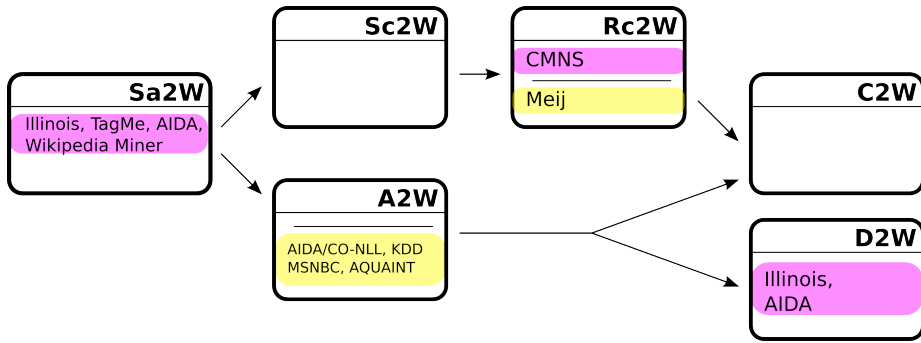 Sa2W
Illinois, TagMe, AIDA,
Wikipedia Miner
Sc2W
A2W
AIDA/CO-NLL, KDD
MSNBC, AQUAINT
Rc2W
CMNS
Meij
C2W
D2W
Illinois,
AIDA